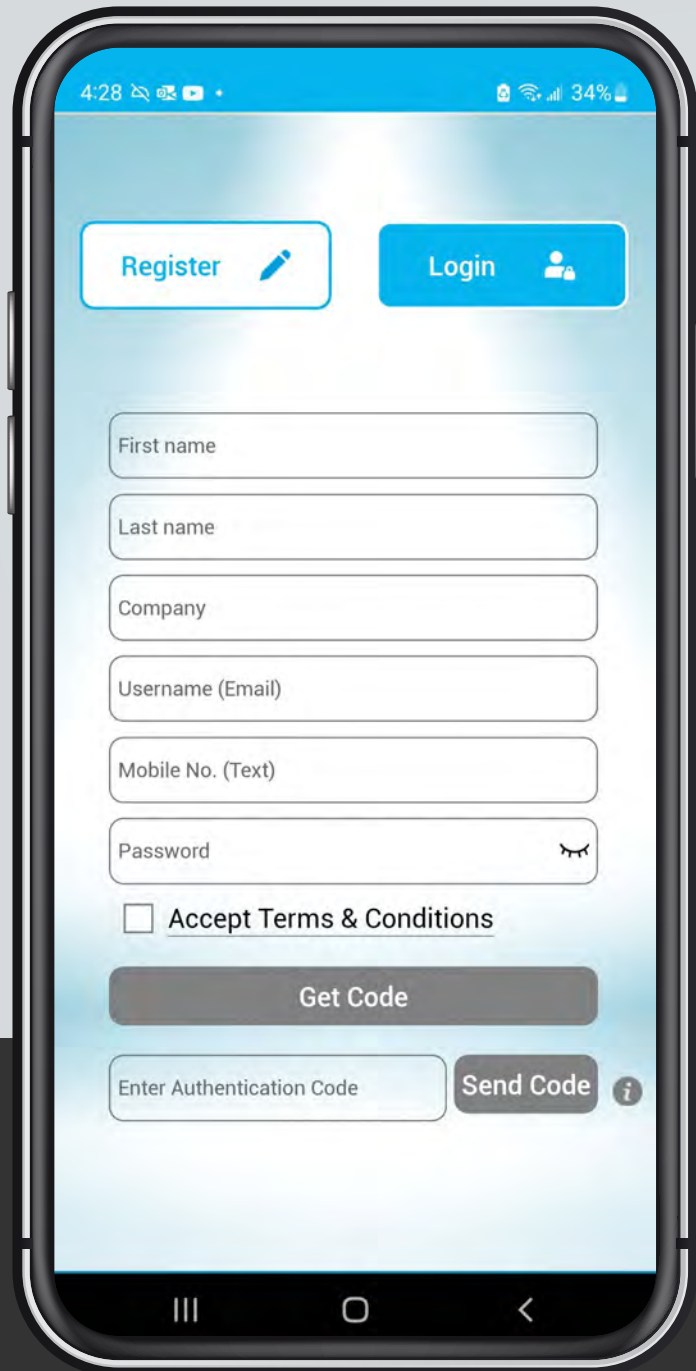 4:28 34%
Register Login
First name
Last name
Company
Username (Email)
Mobile No. (Text)
Password
Accept Terms & Conditions
Get Code
Enter Authentication Code Send Code i